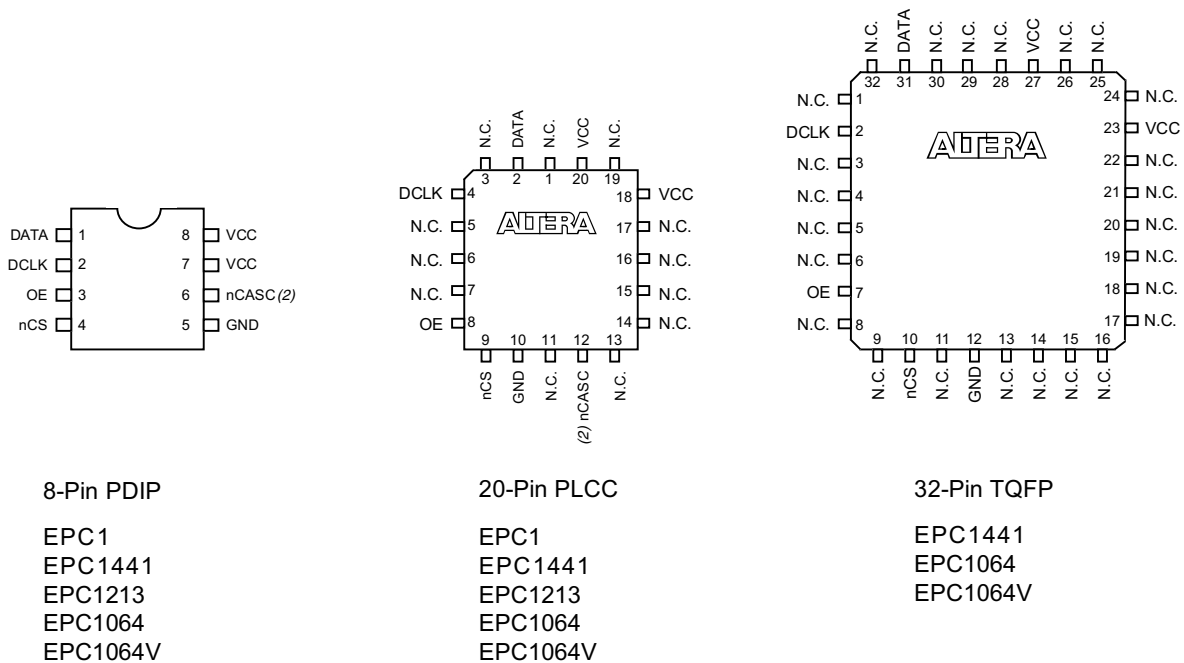 DATA 1 8 VCC
DCLK 2 7 VCC
OE 3 6 nCASC (2)
nCS 4 5 GND
8-Pin PDIP
EPC1
EPC1441
EPC1213
EPC1064
EPC1064V
N.C. DATA N.C. VCC N.C.
3 2 1 20 19
DCLK 4 18 VCC
ALTERA
N.C. 5 17 N.C.
N.C. 6 16 N.C.
N.C. 7 15 N.C.
OE 8 14 N.C.
9 10 11 12 13
nCS GND N.C. (2) nCASC N.C.
20-Pin PLCC
EPC1
EPC1441
EPC1213
EPC1064
EPC1064V
N.C. DATA N.C. N.C. N.C. VCC N.C. N.C.
32 31 30 29 28 27 26 25
N.C. 1 24 N.C.
DCLK 2 23 VCC
ALTERA
N.C. 3 22 N.C.
N.C. 4 21 N.C.
N.C. 5 20 N.C.
N.C. 6 19 N.C.
OE 7 18 N.C.
N.C. 8 17 N.C.
9 10 11 12 13 14 15 16
N.C. nCS N.C. GND N.C. N.C. N.C. N.C.
32-Pin TQFP
EPC1441
EPC1064
EPC1064V